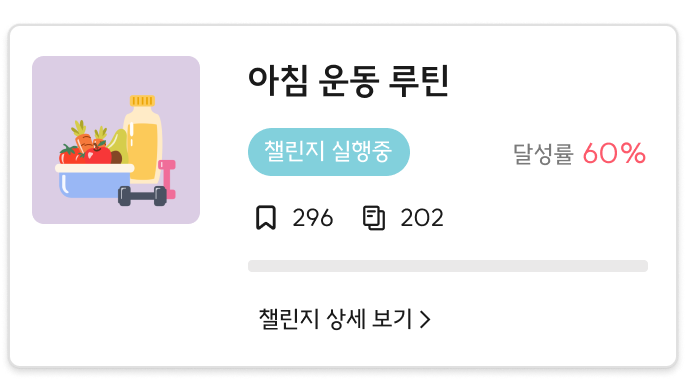 아침 운동 루틴
챌린지 실행중
달성률 60%
296 202
챌린지 상세 보기